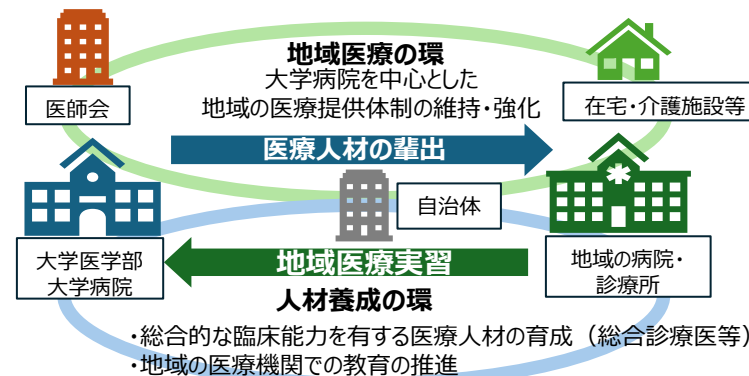 地域医療の環
大学病院を中心とした
地域の医療提供体制の維持・強化
医師会
在宅・介護施設等
医療人材の輩出
自治体
大学医学部
大学病院
地域医療実習
地域の病院・
診療所
人材養成の環
・総合的な臨床能力を有する医療人材の育成（総合診療医等）
・地域の医療機関での教育の推進